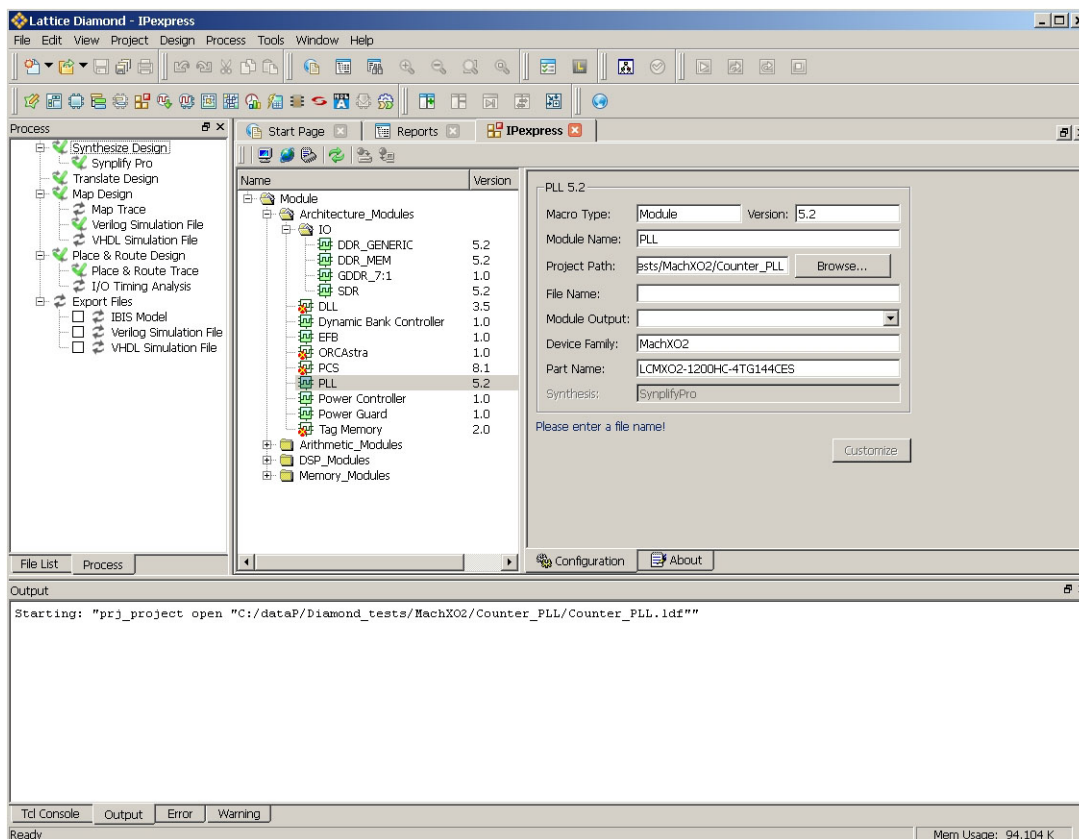 Lattice Diamond - IPexpress
File Edit View Project Design Process Tools Window Help
Process
Synthesize Design
Synplify Pro
Translate Design
Map Design
Map Trace
Verilog Simulation File
VHDL Simulation File
Place & Route Design
Place & Route Trace
I/O Timing Analysis
Export Files
IBIS Model
Verilog Simulation File
VHDL Simulation File
File List Process
Start Page Reports IPexpress
Name Version
Module
Architecture_Modules
IO
DDR_GENERIC 5.2
DDR_MEM 5.2
GDDR_7:1 1.0
SDR 5.2
DLL 3.5
Dynamic Bank Controller 1.0
EFB 1.0
ORCAstra 1.0
PCS 8.1
PLL 5.2
Power Controller 1.0
Power Guard 1.0
Tag Memory 2.0
Arithmetic_Modules
DSP_Modules
Memory_Modules
PLL 5.2
Macro Type: Module Version: 5.2
Module Name: PLL
Project Path: ests/MachXO2/Counter_PLL Browse...
File Name:
Module Output:
Device Family: MachXO2
Part Name: LCMXO2-1200HC-4TG144CES
Synthesis: SynplifyPro
Please enter a file name!
Customize
Configuration About
Output
Starting: "prj_project open "C:/dataP/Diamond_tests/MachXO2/Counter_PLL/Counter_PLL.ldf""
Tcl Console Output Error Warning
Ready Mem Usage: 94,104 K